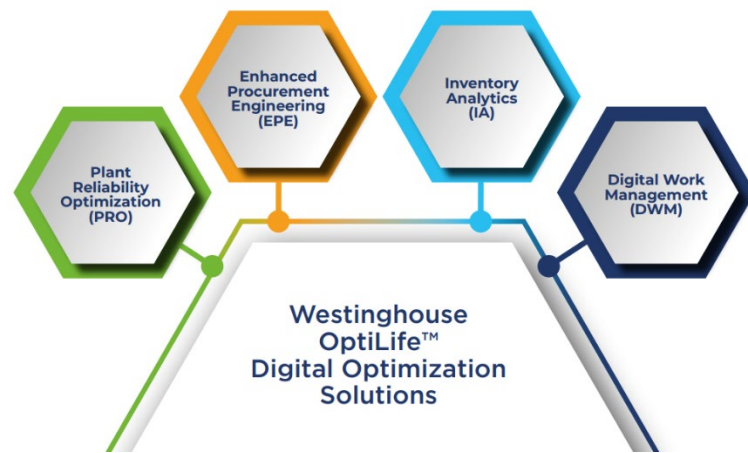 Enhanced
Procurement
Engineering
(EPE)
Inventory
Analytics
(IA)
Plant
Reliability
Optimization
(PRO)
Digital Work
Management
(DWM)
Westinghouse
OptiLife™
Digital Optimization
Solutions